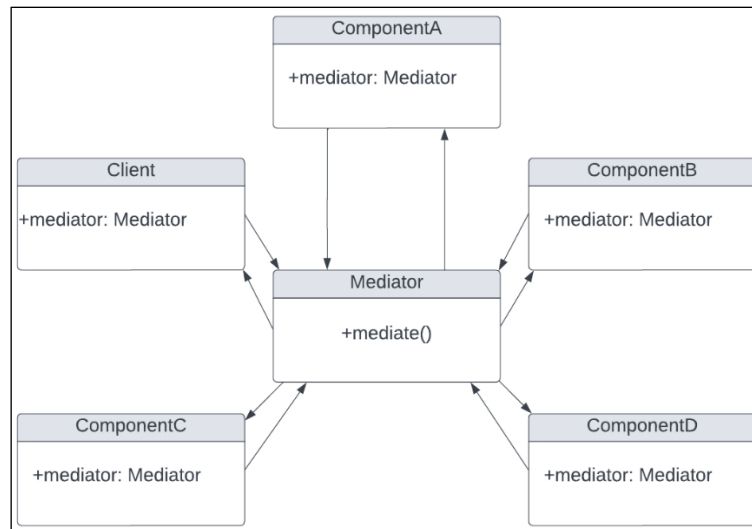 ComponentA
+mediator: Mediator
Client
+mediator: Mediator
ComponentB
+mediator: Mediator
Mediator
+mediate()
ComponentC
+mediator: Mediator
ComponentD
+mediator: Mediator